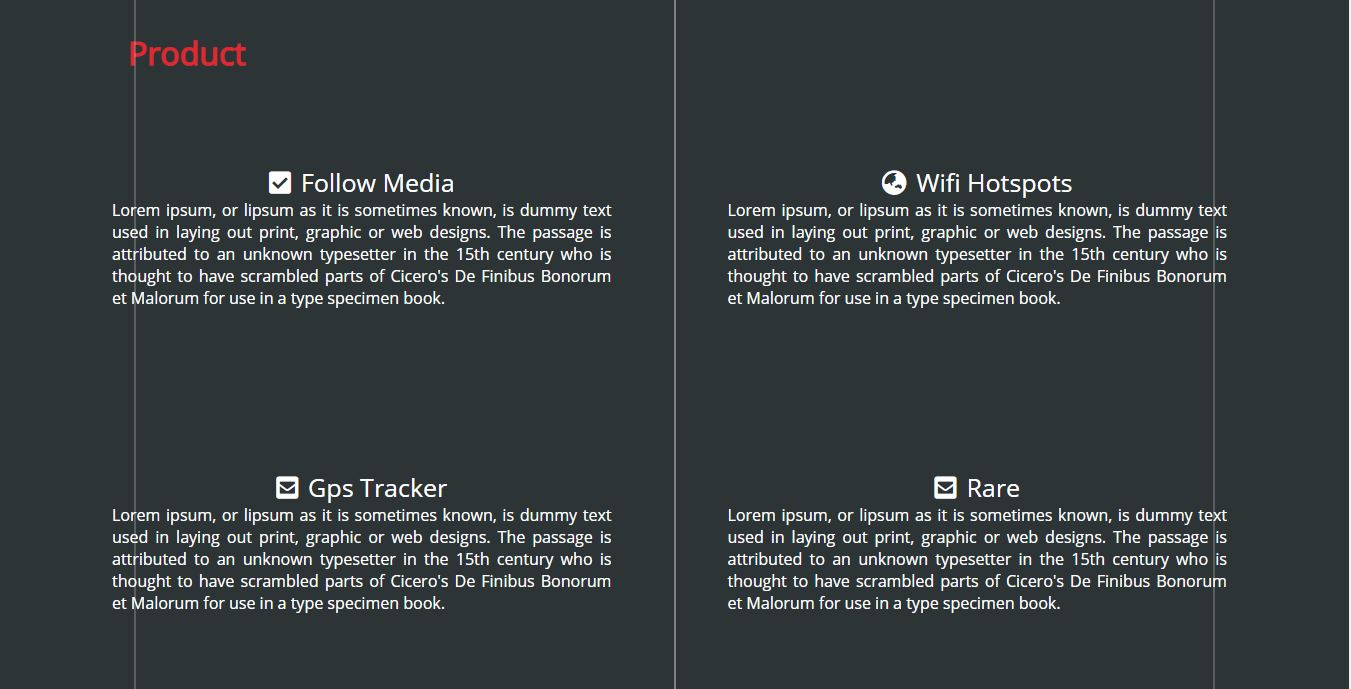 Product
Follow Media
Lorem ipsum, or lipsum as it is sometimes known, is dummy text
used in laying out print, graphic or web designs. The passage is
attributed to an unknown typesetter in the 15th century who is
thought to have scrambled parts of Cicero's De Finibus Bonorum
et Malorum for use in a type specimen book.
Wifi Hotspots
Lorem ipsum, or lipsum as it is sometimes known, is dummy text
used in laying out print, graphic or web designs. The passage is
attributed to an unknown typesetter in the 15th century who is
thought to have scrambled parts of Cicero's De Finibus Bonorum
et Malorum for use in a type specimen book.
Gps Tracker
Lorem ipsum, or lipsum as it is sometimes known, is dummy text
used in laying out print, graphic or web designs. The passage is
attributed to an unknown typesetter in the 15th century who is
thought to have scrambled parts of Cicero's De Finibus Bonorum
et Malorum for use in a type specimen book.
Rare
Lorem ipsum, or lipsum as it is sometimes known, is dummy text
used in laying out print, graphic or web designs. The passage is
attributed to an unknown typesetter in the 15th century who is
thought to have scrambled parts of Cicero's De Finibus Bonorum
et Malorum for use in a type specimen book.